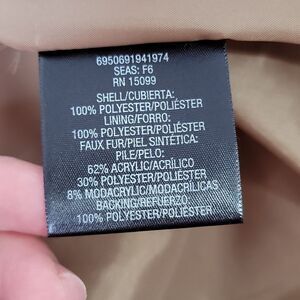 6950691941974
SEAS: F6
RN 15099
SHELL/CUBIERTA:
100% POLYESTER/POLIÉSTER
LINING/FORRO:
100% POLYESTER/POLIÉSTER
FAUX FUR/PIEL SINTÉTICA:
PILE/PELO:
62% ACRYLIC/ACRÍLICO
30% POLYESTER/POLIÉSTER
8% MODACRYLIC/MODACRÍLICAS
BACKING/REFUERZO:
100% POLYESTER/POLIÉSTER